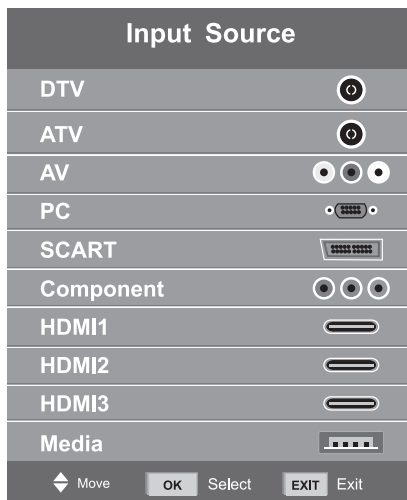 Input Source
DTV
ATV
AV
PC
SCART
Component
HDMI1
HDMI2
HDMI3
Media
Move OK Select EXIT Exit